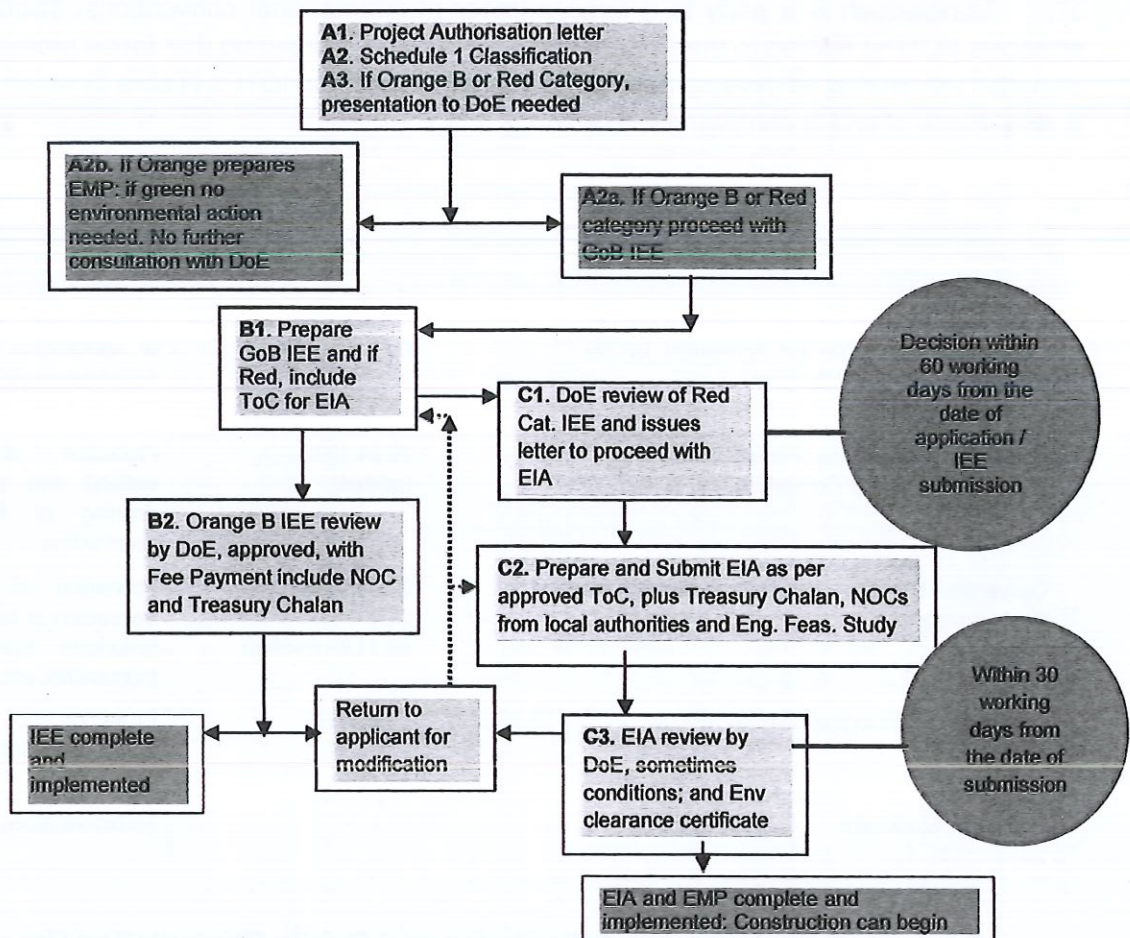 A1. Project Authorisation letter
A2. Schedule 1 Classification
A3. If Orange B or Red Category,
presentation to DoE needed
A2b. If Orange prepares
EMP: if green no
environmental action
needed. No further
consultation with DoE
A2a. If Orange B or Red
category proceed with
GoB IEE
B1. Prepare
GoB IEE and if
Red, include
ToC for EIA
C1. DoE review of Red
Cat. IEE and issues
letter to proceed with
EIA
Decision within
60 working
days from the
date of
application /
IEE
submission
B2. Orange B IEE review
by DoE, approved, with
Fee Payment include NOC
and Treasury Chalan
C2. Prepare and Submit EIA as per
approved ToC, plus Treasury Chalan, NOCs
from local authorities and Eng. Feas. Study
IEE complete
and
implemented
Return to
applicant for
modification
C3. EIA review by
DoE, sometimes
conditions; and Env
clearance certificate
Within 30
working
days from
the date of
submission
EIA and EMP complete and
implemented: Construction can begin